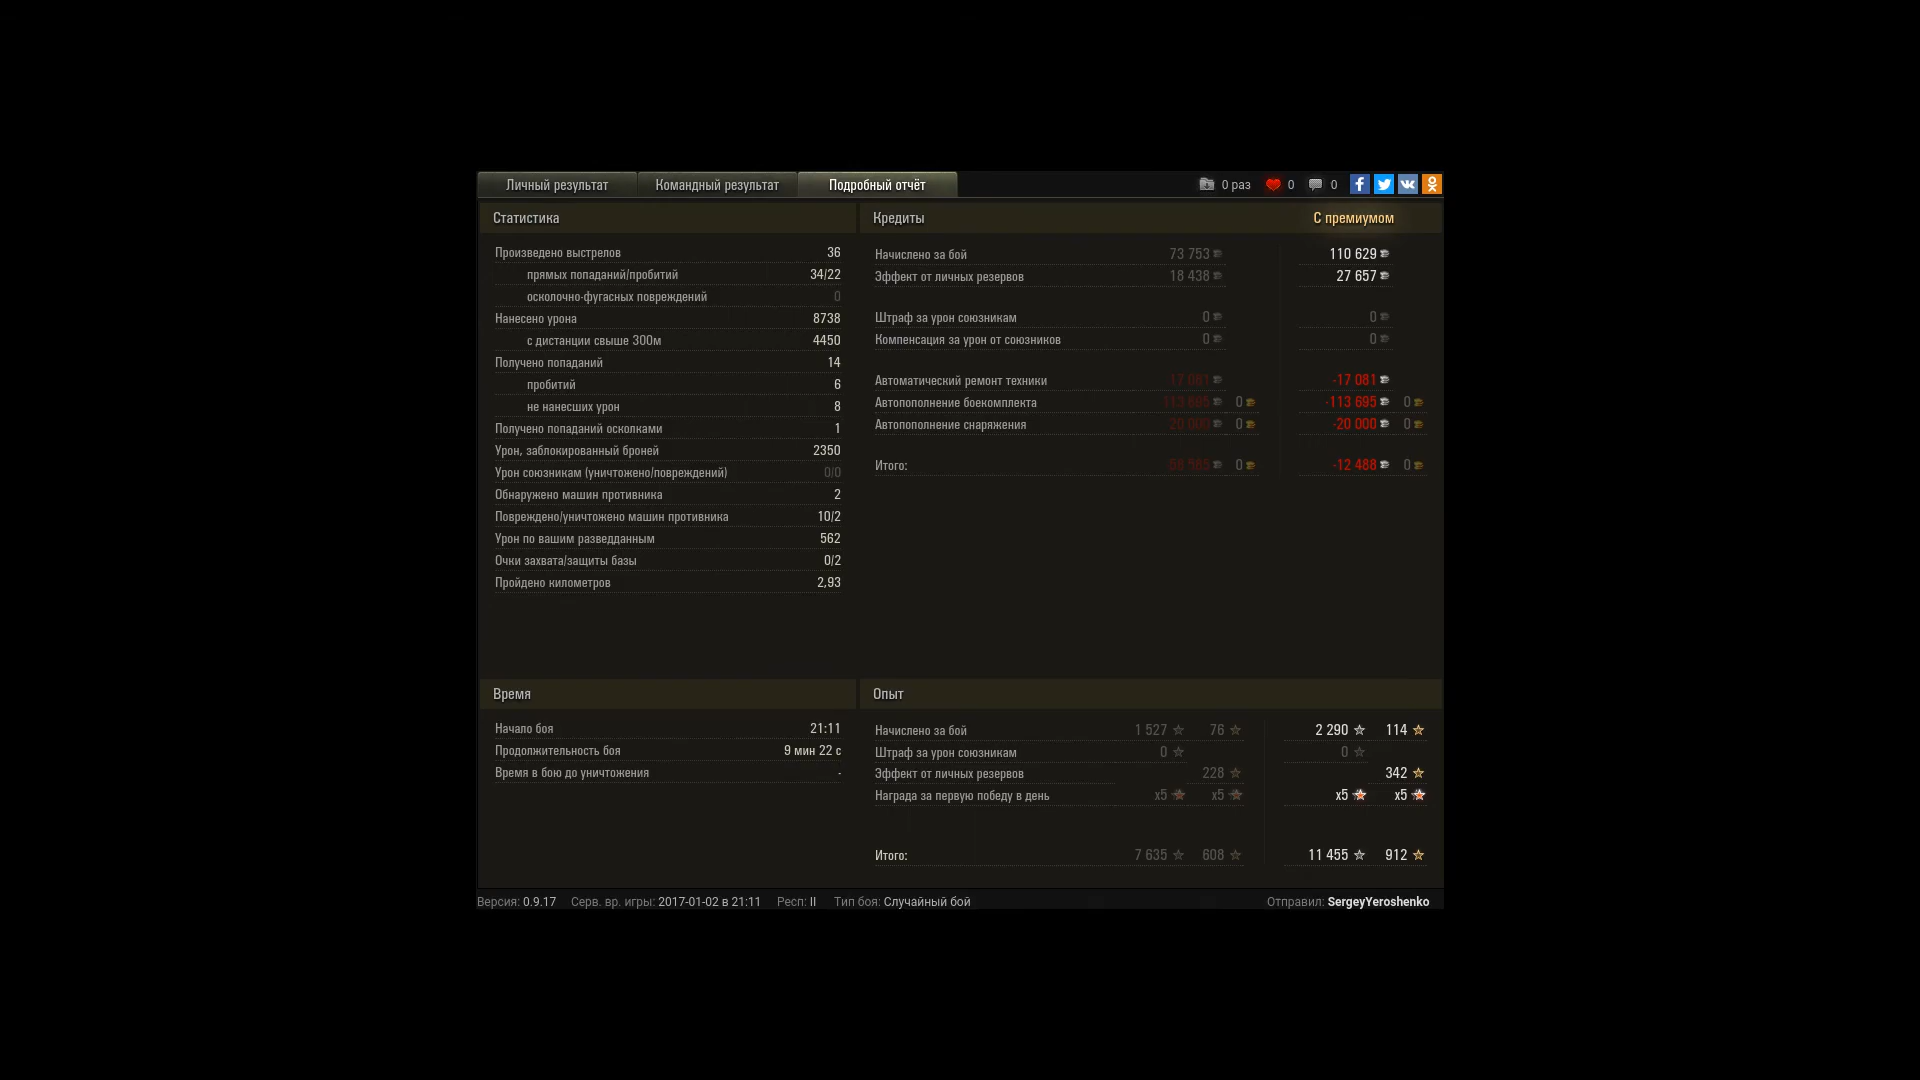 Личный результат Командный результат Подробный отчёт 0 раз 0 0
Статистика
Произведено выстрелов 36
прямых попаданий/пробитий 34/22
осколочно-фугасных повреждений 0
Нанесено урона 8738
с дистанции свыше 300м 4450
Получено попаданий 14
пробитий 6
не нанесших урон 8
Получено попаданий осколками 1
Урон, заблокированный броней 2350
Урон союзникам (уничтожено/повреждений) 0/0
Обнаружено машин противника 2
Повреждено/уничтожено машин противника 10/2
Урон по вашим разведданным 562
Очки захвата/защиты базы 0/2
Пройдено километров 2,93
Кредиты С премиумом
Начислено за бой 73 753 110 629
Эффект от личных резервов 18 438 27 657
Штраф за урон союзникам 0 0
Компенсация за урон от союзников 0 0
Автоматический ремонт техники 17 081 -17 081
Автопополнение боекомплекта 113 695 0 -113 695 0
Автопополнение снаряжения 20 000 0 -20 000 0
Итого: 0 -12 488 0
Время
Начало боя 21:11
Продолжительность боя 9 мин 22 с
Время в бою до уничтожения -
Опыт
Начислено за бой 1 527 76 2 290 114
Штраф за урон союзникам 0 0
Эффект от личных резервов 228 342
Награда за первую победу в день x5 x5 x5 x5
Итого: 7 635 608 11 455 912
Версия: 0.9.17 Серв. вр. игры: 2017-01-02 в 21:11 Респ: II Тип боя: Случайный бой Отправил: SergeyYeroshenko